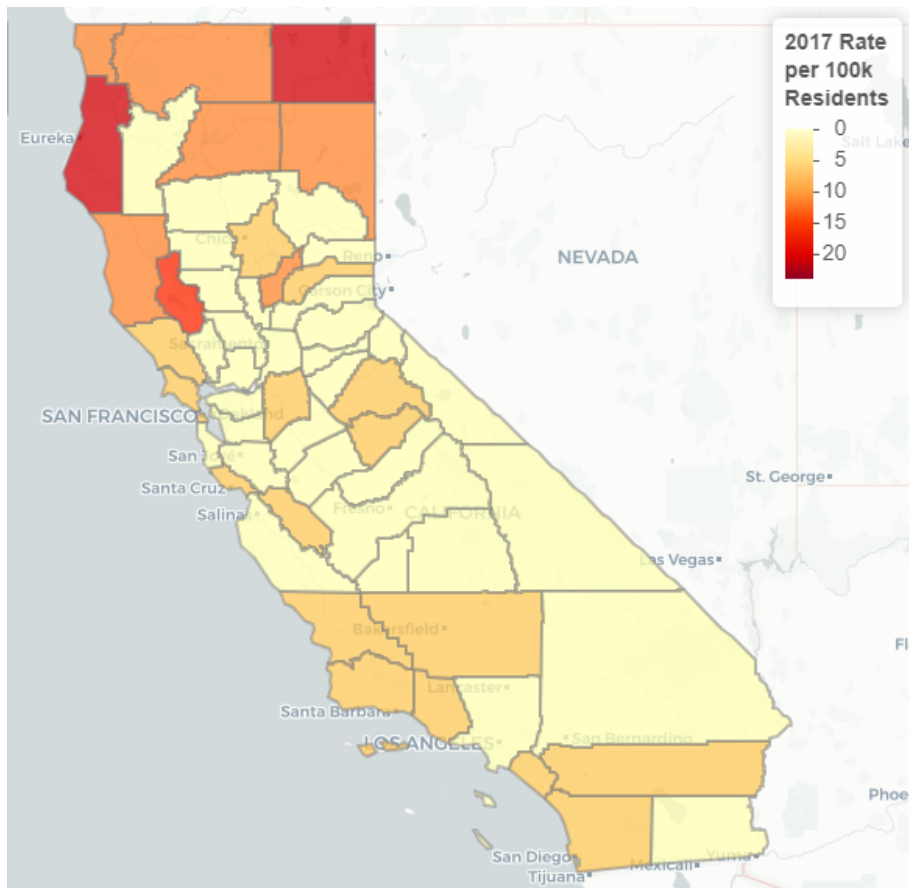 2017 Rate
per 100k
Residents
0
5
10
15
20
Eureka
Salt Lake
Chico
Reno
NEVADA
Carson City
Sacramento
SAN FRANCISCO
Oakland
San José
St. George
Santa Cruz
Salinas
Fresno
CALIFORNIA
Las Vegas
Bakersfield
Fl
Lancaster
Santa Barbara
LOS ANGELES
San Bernardino
Phoe
San Diego
Mexicali
Yuma
Tijuana